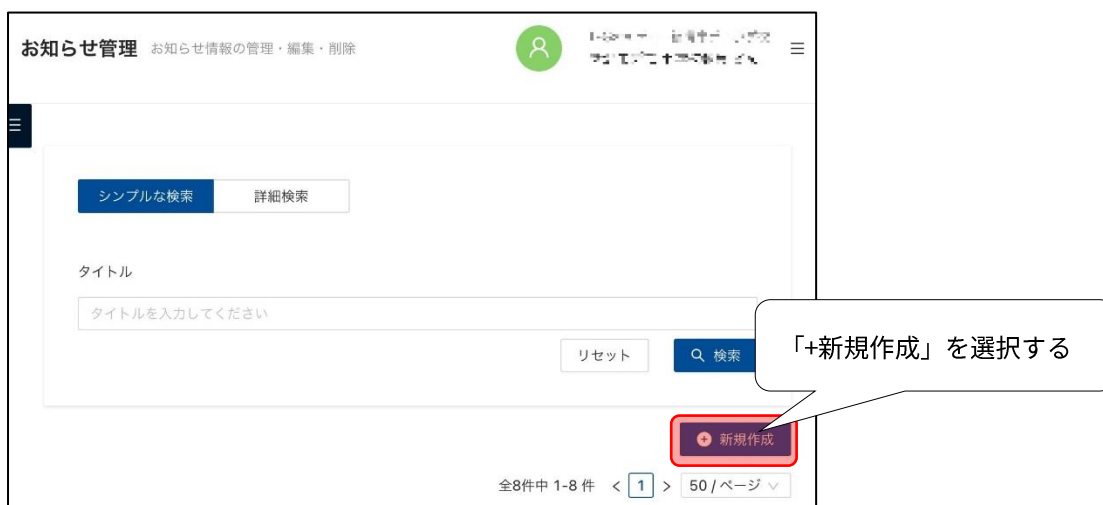 お知らせ管理 お知らせ情報の管理・編集・削除
シンプルな検索 詳細検索
タイトル
タイトルを入力してください
リセット 検索
「+新規作成」を選択する
新規作成
全8件中 1-8 件 < 1 > 50 / ページ